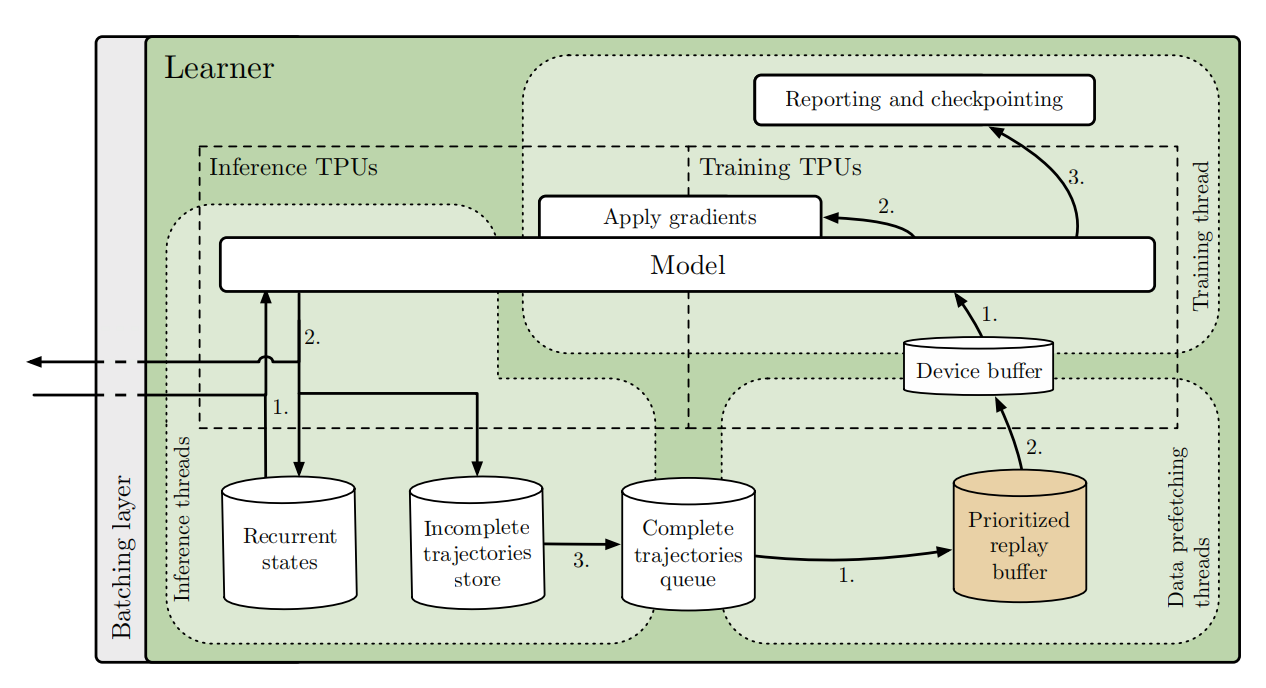 Learner
Reporting and checkpointing
Inference TPUs
Training TPUs
3.
Apply gradients
2.
Training thread
Model
1.
2.
Device buffer
1.
2.
Batching layer
Inference threads
Recurrent
states
Incomplete
trajectories
store
3.
Complete
trajectories
queue
1.
Prioritized
replay
buffer
Data prefetching
threads